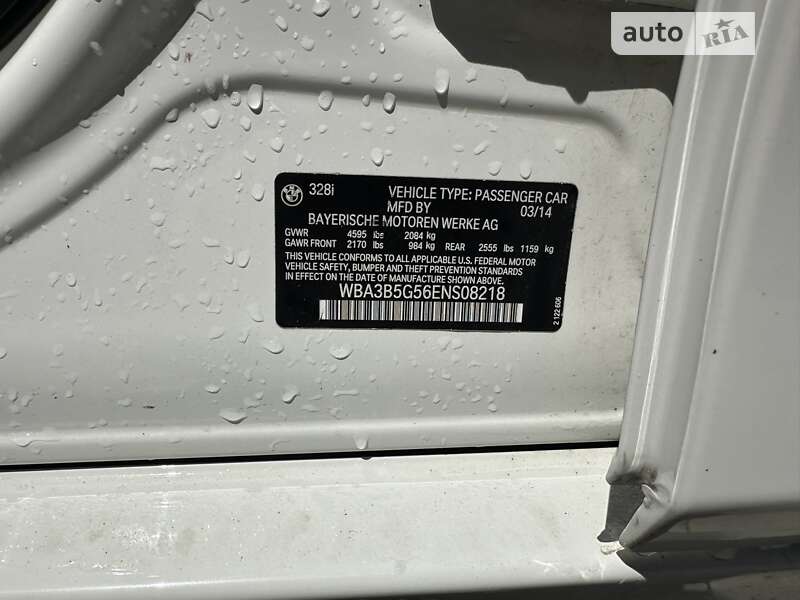 auto RIA
328i VEHICLE TYPE: PASSENGER CAR
MFD BY 03/14
BAYERISCHE MOTOREN WERKE AG
GVWR 4595 lbs 2084 kg
GAWR FRONT 2170 lbs 984 kg REAR 2555 lbs 1159 kg
THIS VEHICLE CONFORMS TO ALL APPLICABLE U.S. FEDERAL MOTOR
VEHICLE SAFETY, BUMPER AND THEFT PREVENTION STANDARDS
IN EFFECT ON THE DATE OF MANUFACTURE SHOWN ABOVE.
WBA3B5G56ENS08218
2 122 606